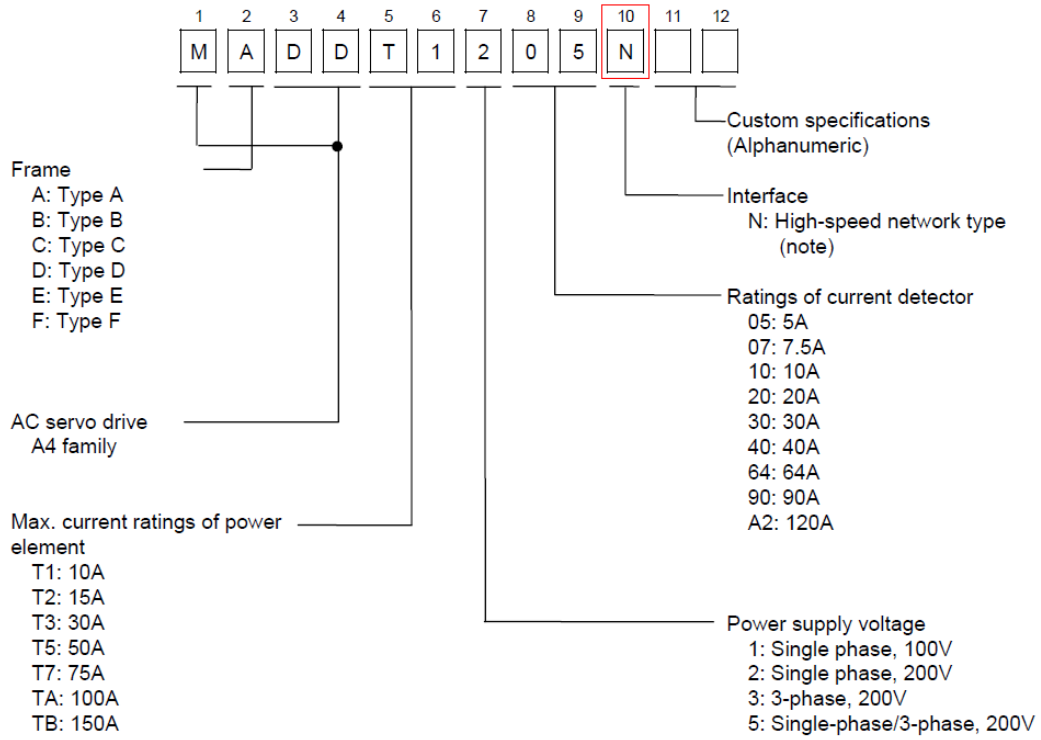 1 2 3 4 5 6 7 8 9 10 11 12
M A D D T 1 2 0 5 N
Custom specifications
(Alphanumeric)
Frame
A: Type A
B: Type B
C: Type C
D: Type D
E: Type E
F: Type F
Interface
N: High-speed network type
(note)
Ratings of current detector
05: 5A
07: 7.5A
10: 10A
20: 20A
30: 30A
40: 40A
64: 64A
90: 90A
A2: 120A
AC servo drive
A4 family
Max. current ratings of power
element
T1: 10A
T2: 15A
T3: 30A
T5: 50A
T7: 75A
TA: 100A
TB: 150A
Power supply voltage
1: Single phase, 100V
2: Single phase, 200V
3: 3-phase, 200V
5: Single-phase/3-phase, 200V